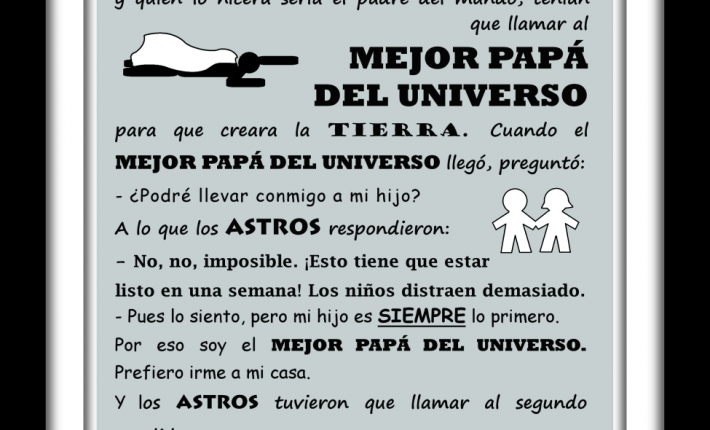 y quien lo hiciera sería el padre del mundo, tenían
que llamar al
MEJOR PAPÁ
DEL UNIVERSO
para que creara la TIERRA. Cuando el
MEJOR PAPÁ DEL UNIVERSO llegó, preguntó:
- ¿Podré llevar conmigo a mi hijo?
A lo que los ASTROS respondieron:
– No, no, imposible. ¡Esto tiene que estar
listo en una semana! Los niños distraen demasiado.
- Pues lo siento, pero mi hijo es SIEMPRE lo primero.
Por eso soy el MEJOR PAPÁ DEL UNIVERSO.
Prefiero irme a mi casa.
Y los ASTROS tuvieron que llamar al segundo